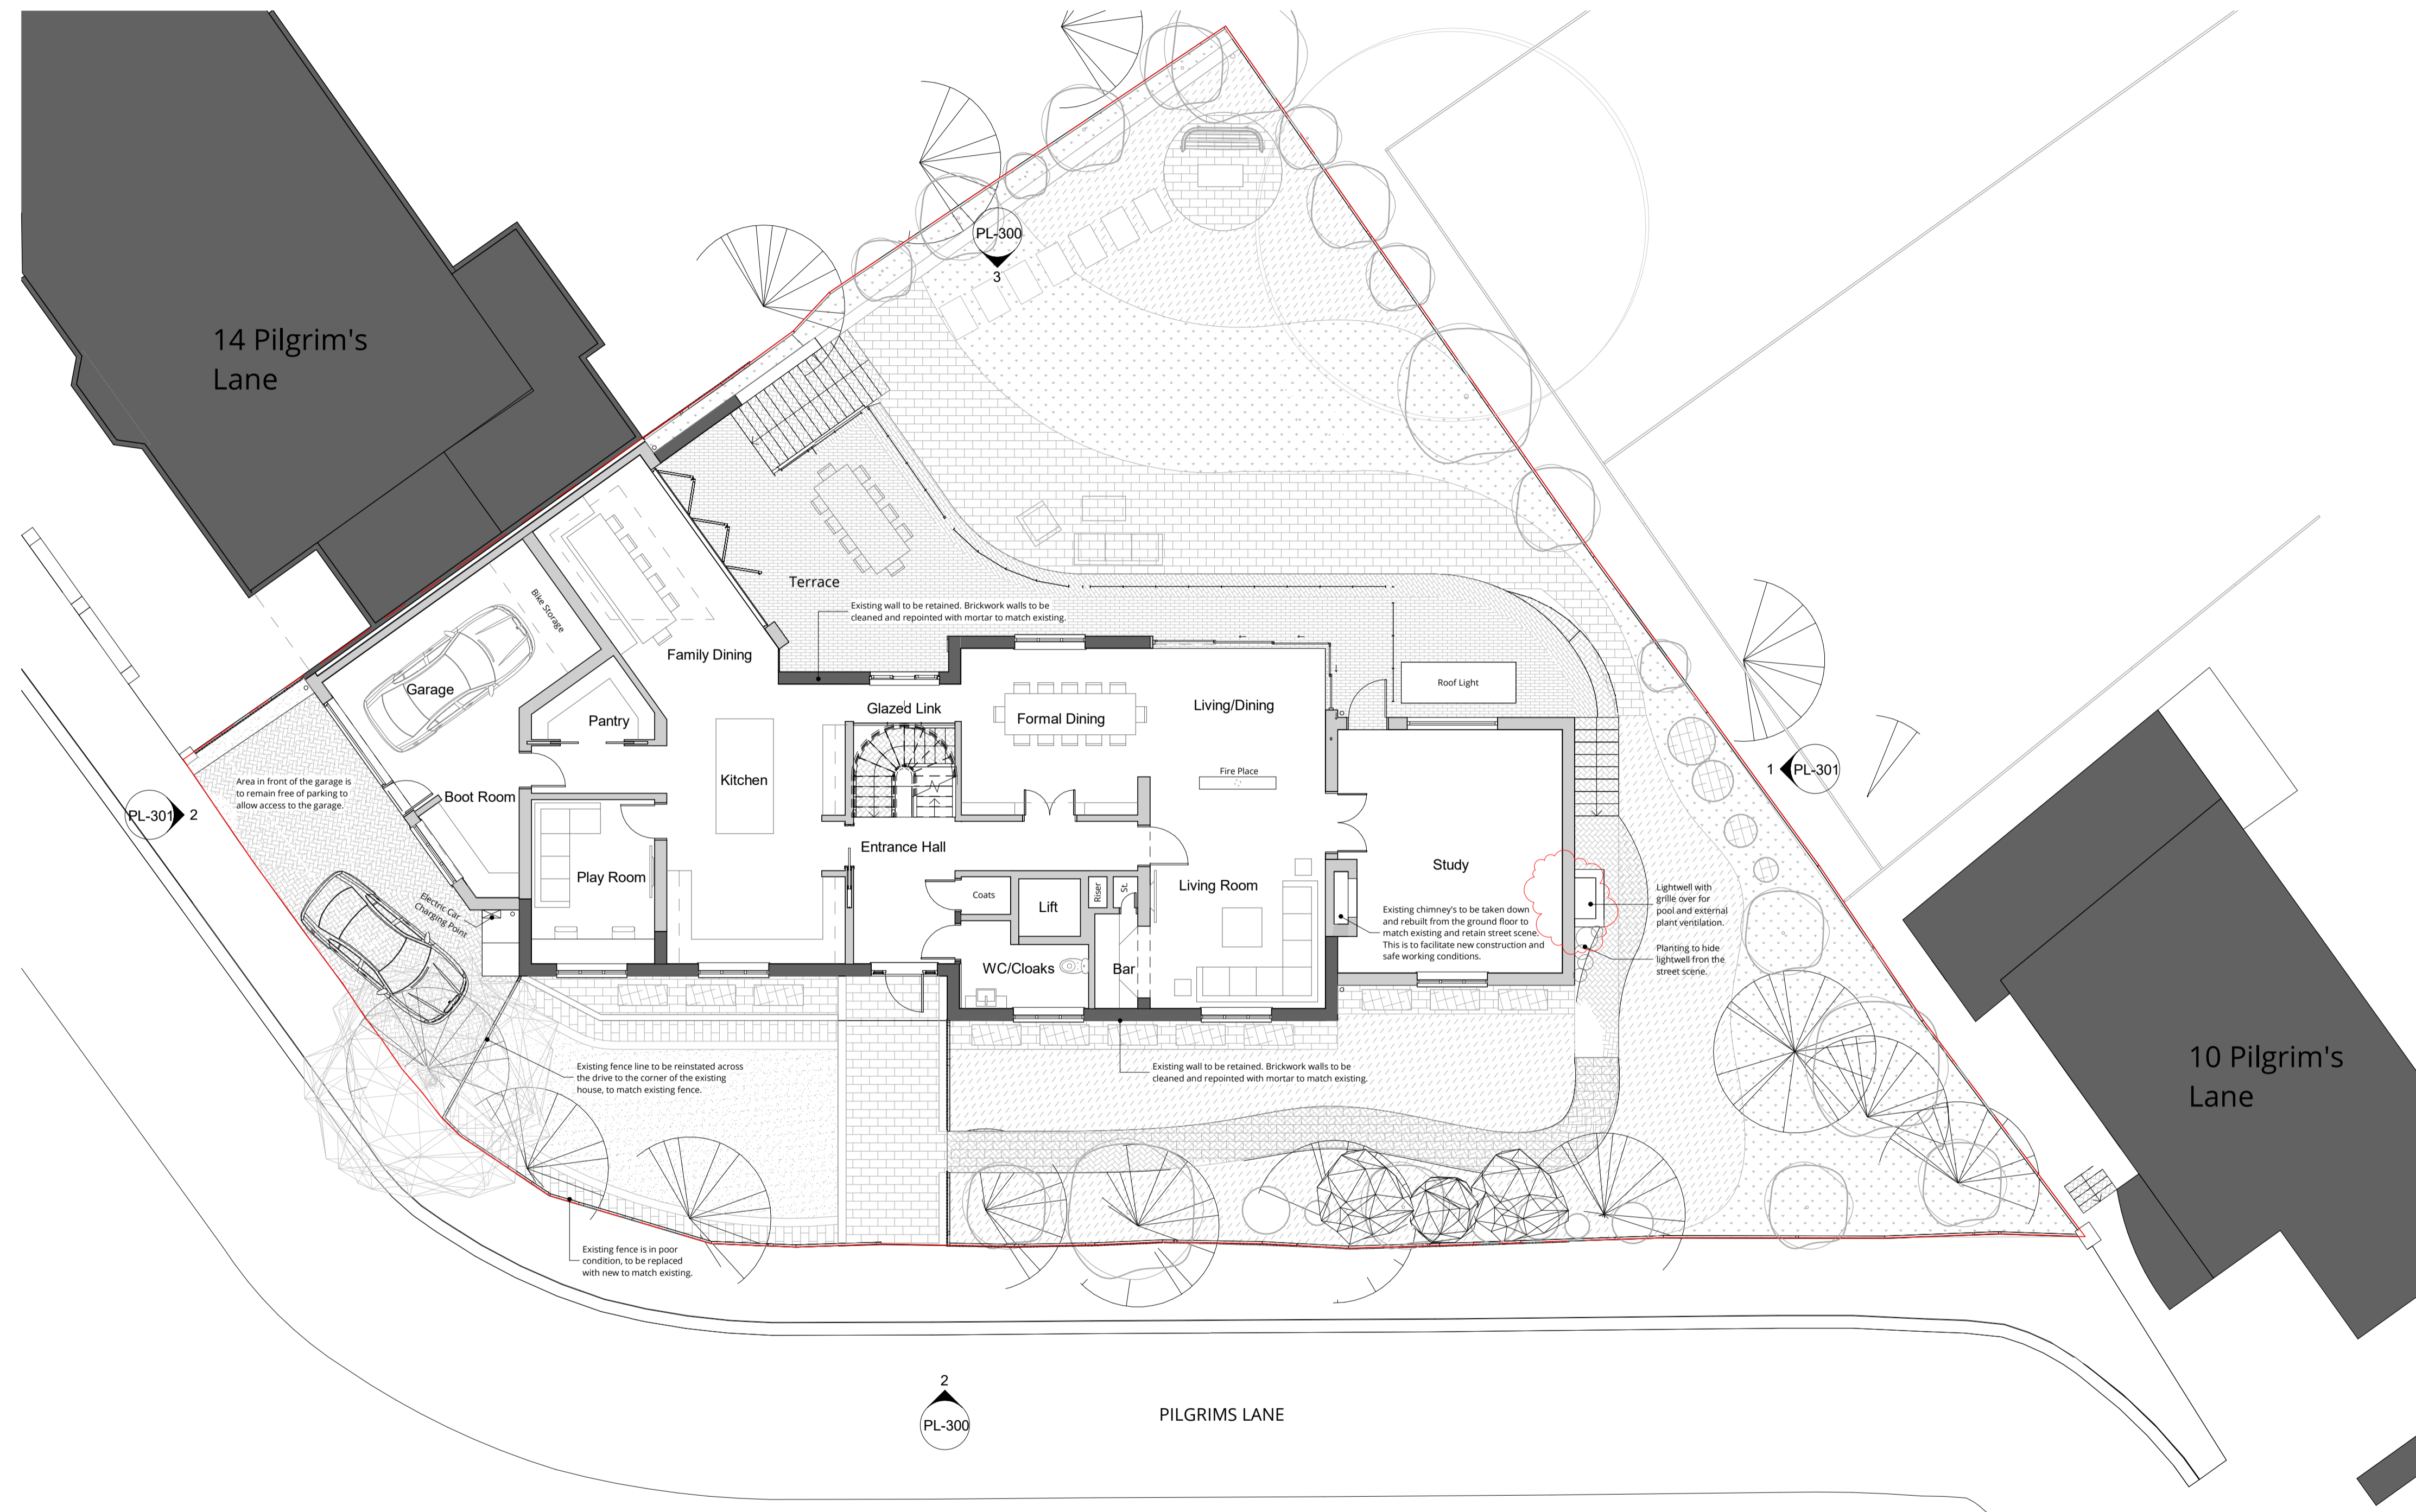 PL-300
3
14 Pilgrim's
Lane
Terrace
Bike Storage
Existing wall to be retained. Brickwork walls to be
cleaned and repointed with mortar to match existing.
Family Dining
Garage
Pantry
Glazed Link
Formal Dining
Living/Dining
Roof Light
Kitchen
Fire Place
1
PL-301
Area in front of the garage is
to remain free of parking to
allow access to the garage.
Boot Room
PL-301
2
Entrance Hall
Play Room
Living Room
Study
Coats
Lift
Riser
St.
Electric Car
Charging Point
Existing chimney's to be taken down
and rebuilt from the ground floor to
match existing and retain street scene.
This is to facilitate new construction and
safe working conditions.
Lightwell with
grille over for
pool and external
plant ventilation.
Planting to hide
lightwell fron the
street scene.
WC/Cloaks
Bar
Existing fence line to be reinstated across
the drive to the corner of the existing
house, to match existing fence.
Existing wall to be retained. Brickwork walls to be
cleaned and repointed with mortar to match existing.
10 Pilgrim's
Lane
Existing fence is in poor
condition, to be replaced
with new to match existing.
2
PL-300
PILGRIMS LANE